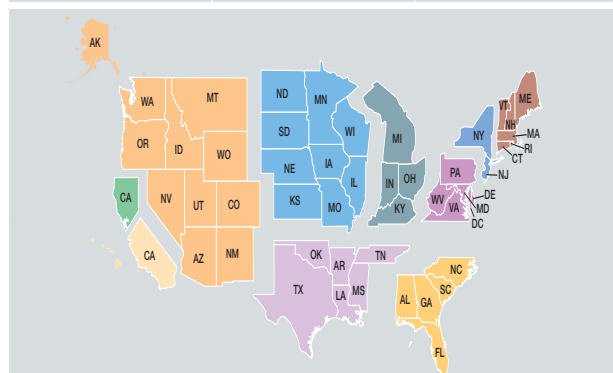 AK
WA
MT
OR
ID
WO
NV
UT
CO
CA
CA
AZ
NM
ND
MN
SD
WI
NE
IA
IL
KS
MO
MI
IN
OH
KY
NY
VT
NH
ME
MA
RI
CT
NJ
PA
WV
VA
DE
MD
DC
OK
AR
TN
TX
LA
MS
NC
SC
AL
GA
FL